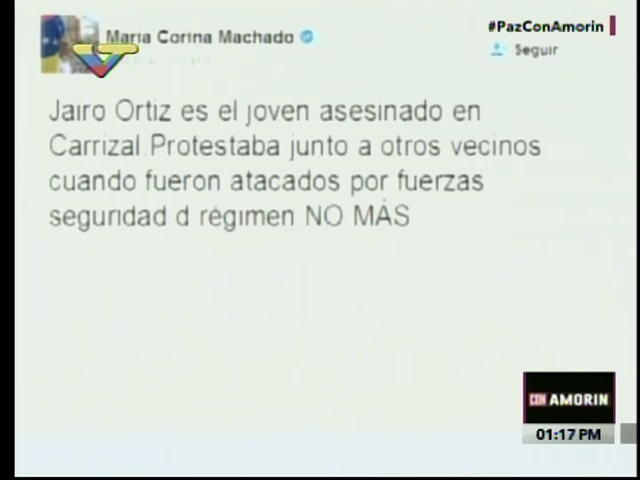 #PazConAmorin
María Corina Machado
Seguir
Jairo Ortiz es el joven asesinado en
Carrizal.Protestaba junto a otros vecinos
cuando fueron atacados por fuerzas
seguridad d régimen NO MÁS
CON AMORIN
01:17 PM